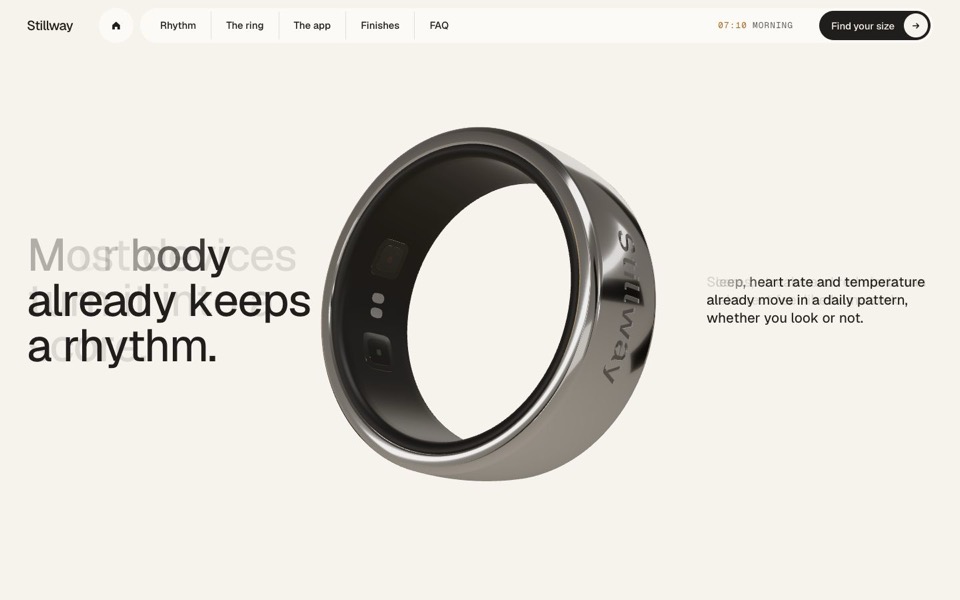 Stillway
Rhythm
The ring
The app
Finishes
FAQ
07:10 MORNING
Find your size
body
already keeps
a rhythm.
Stillway
Sleep, heart rate and temperature
already move in a daily pattern,
whether you look or not.